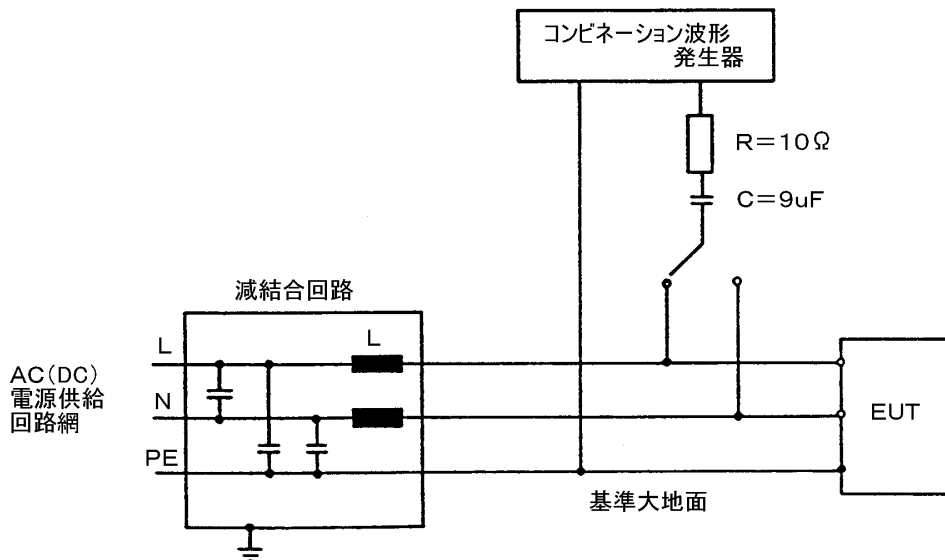 コンビネーション波形
発生器
R=10Ω
C=9uF
減結合回路
L
L
AC(DC)
電源供給
回路網
N
EUT
PE
基準大地面